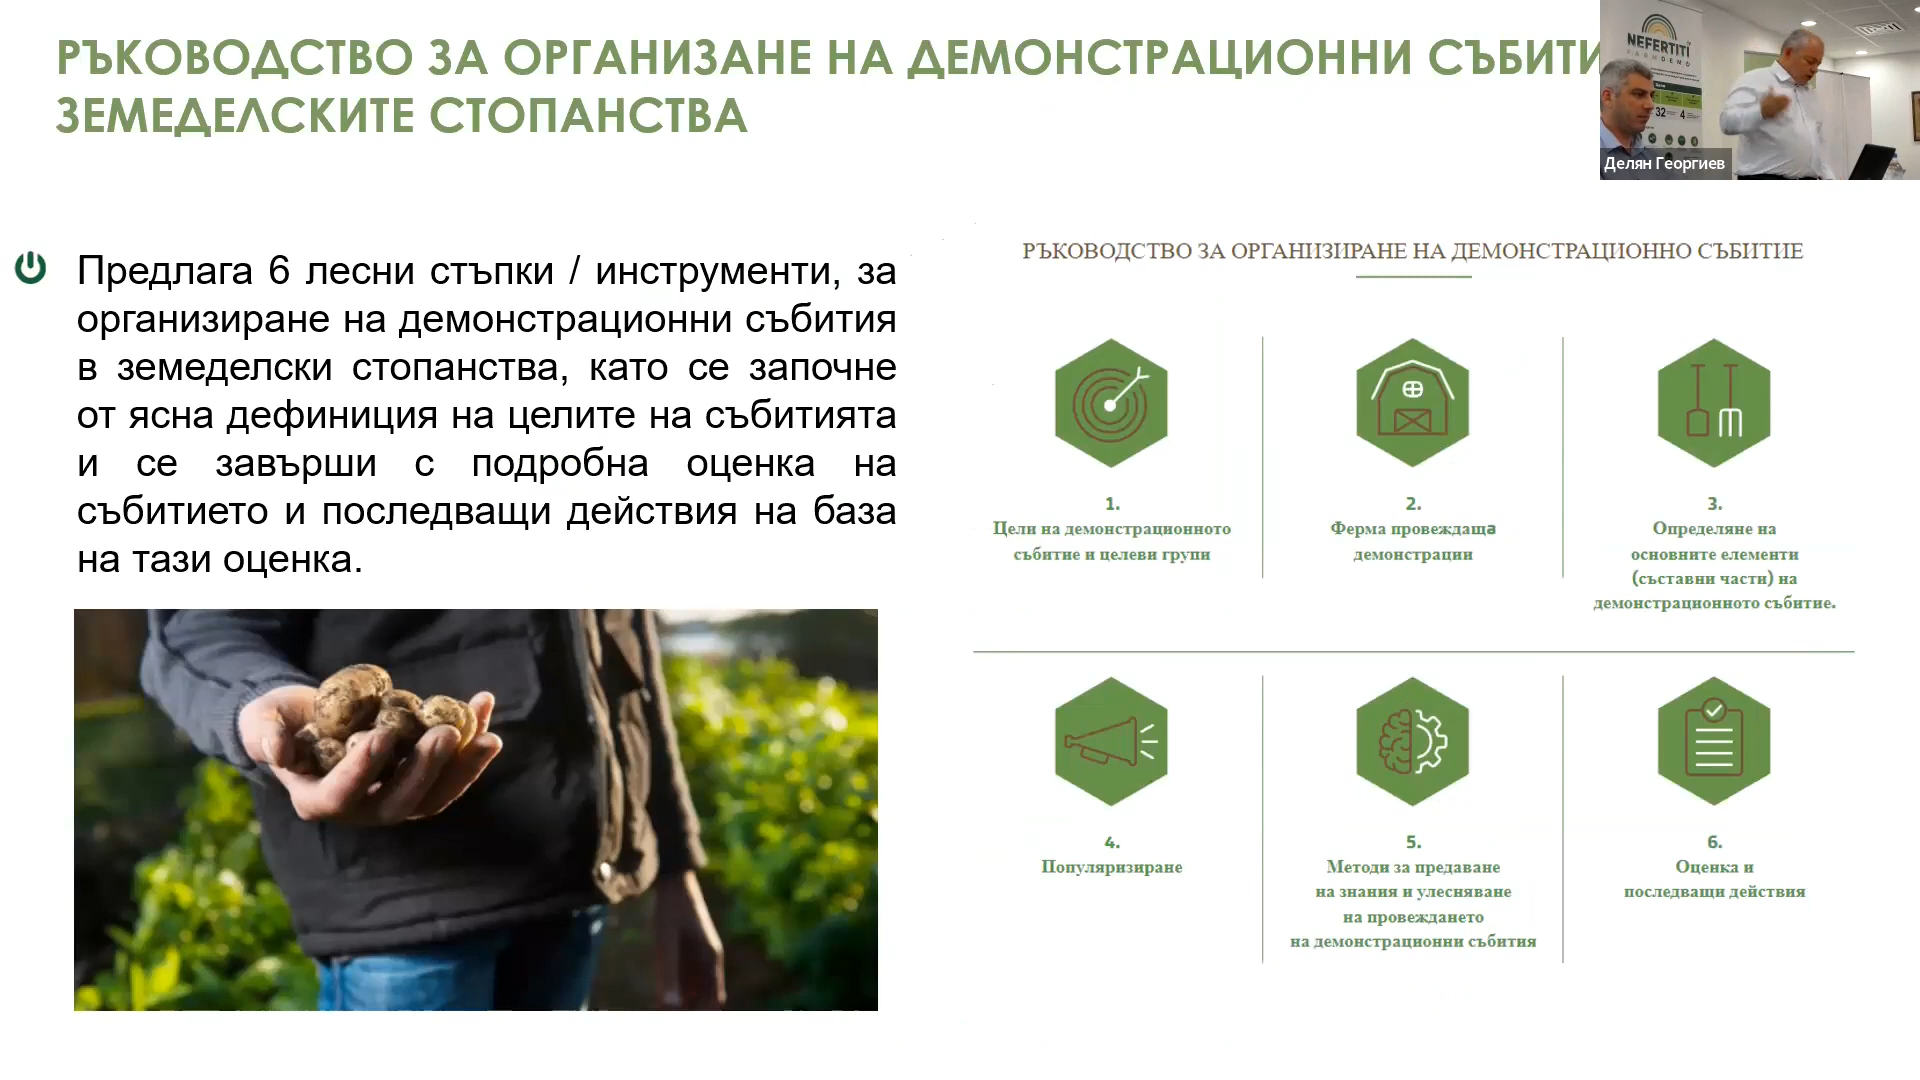 РЪКОВОДСТВО ЗА ОРГАНИЗАНЕ НА ДЕМОНСТРАЦИОННИ
ЗЕМЕДЕЛСКИТЕ СТОПАНСТВА
NEFERTITI
32 4
Делян Георгиев
Предлага 6 лесни стъпки / инструменти, за
организиране на демонстрационни събития
в земеделски стопанства, като се започне
от ясна дефиниция на целите на събитията
и се завърши с подробна оценка на
събитието и последващи действия на база
на тази оценка.
РЪКОВОДСТВО ЗА ОРГАНИЗИРАНЕ НА ДЕМОНСТРАЦИОННО СЪБИТИЕ
1.
Цели на демонстрационното
събитие и целеви групи
2.
Ферма провеждаща
демонстрации
3.
Определяне на
основните елементи
(съставни части) на
демонстрационното събитие.
4.
Популяризиране
5.
Методи за предаване
на знания и улесняване
на провеждането
на демонстрационни събития
6.
Оценка и
последващи действия